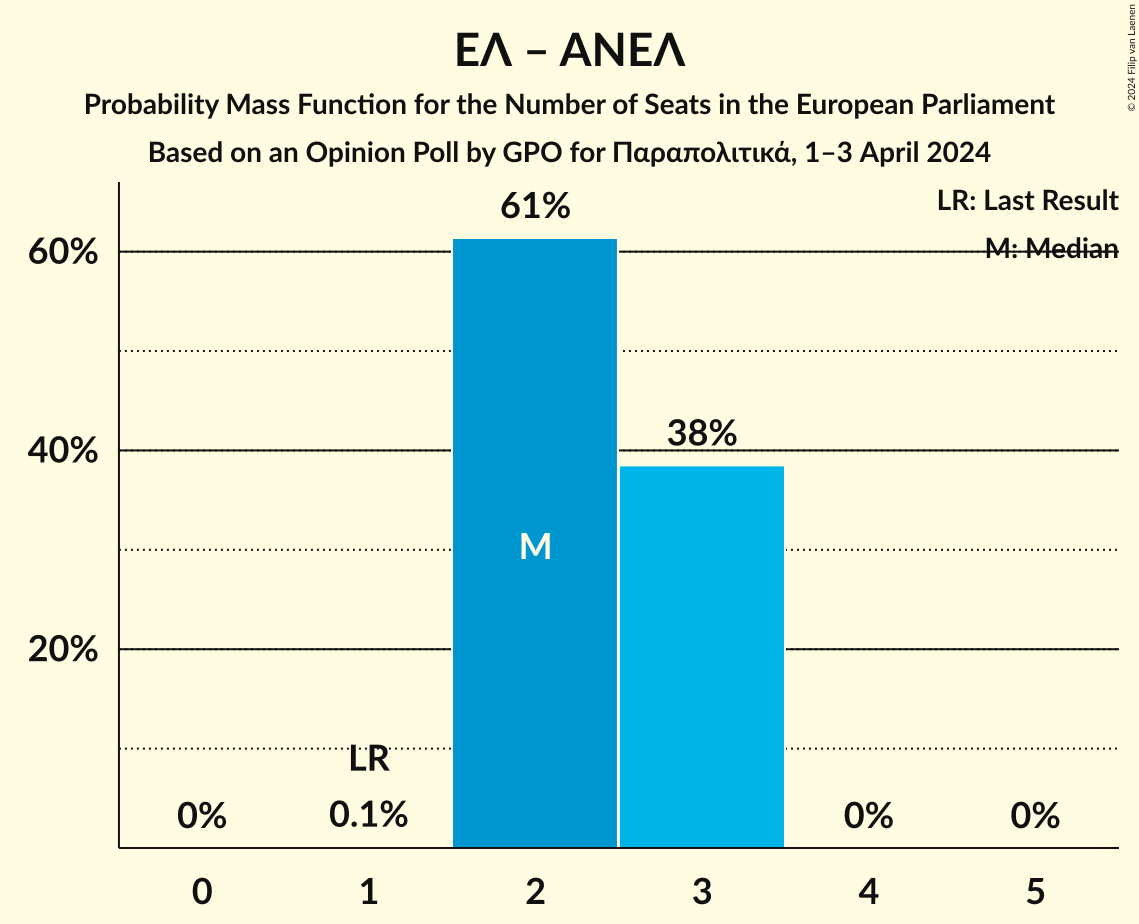 © 2024 Filip van Laenen
ΕΛ – ΑΝΕΛ
Probability Mass Function for the Number of Seats in the European Parliament
Based on an Opinion Poll by GPO for Παραπολιτικά, 1–3 April 2024
LR: Last Result
M: Median
61%
60%
38%
40%
M
20%
LR
0% 0.1% 0% 0%
0 1 2 3 4 5